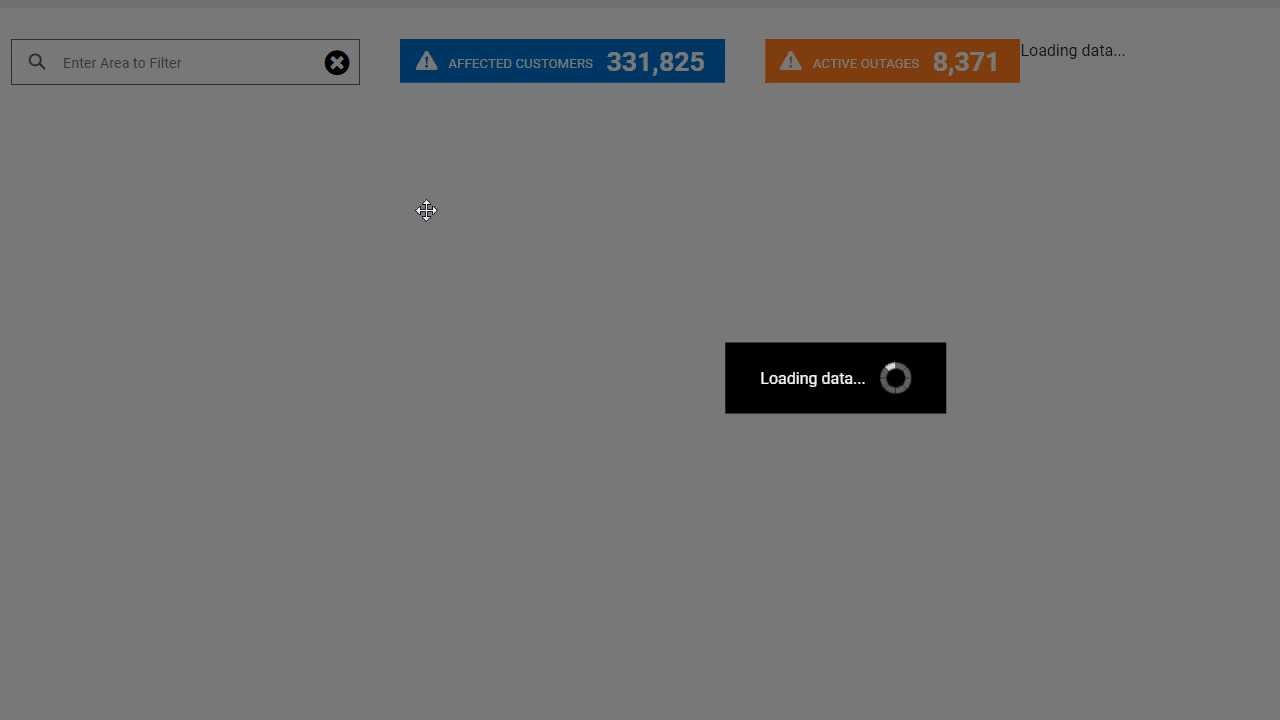 Enter Area to Filter
AFFECTED CUSTOMERS 331,825
ACTIVE OUTAGES 8,371
Loading data...
Loading data...